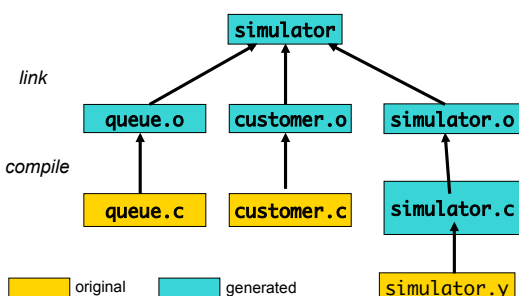 simulator
link
queue.o
customer.o
simulator.o
compile
queue.c
customer.c
simulator.c
original
generated
simulator.y